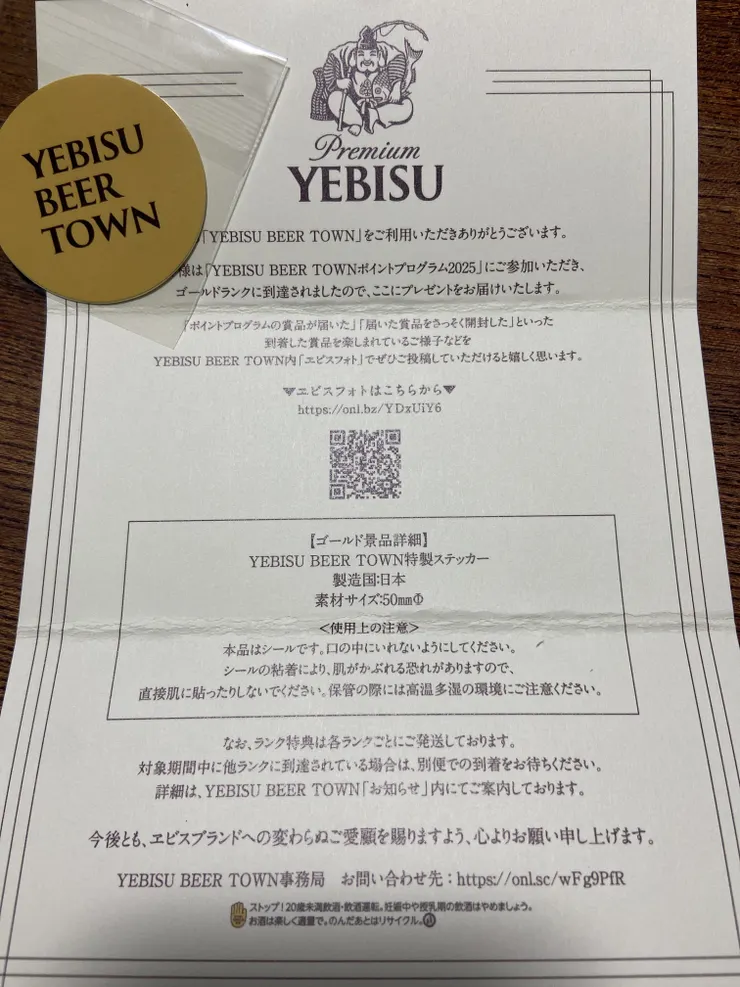 YEBISU
BEER
TOWN
Premium
YEBISU
「YEBISU BEER TOWN」をご利用いただきありがとうございます。
様は「YEBISU BEER TOWNポイントプログラム2025」にご参加いただき、
ゴールドランクに到達されましたので、ここにプレゼントをお届けいたします。
「ポイントプログラムの賞品が届いた」「届いた賞品をさっそく開封した」といった
到着した賞品を楽しまれているご様子などを
YEBISU BEER TOWN内「ヱビスフォト」でぜひご投稿していただけると嬉しく思います。
▼ヱビスフォトはこちらから▼
https://onl.bz/YDxUiY6
【ゴールド景品詳細】
YEBISU BEER TOWN特製ステッカー
製造国:日本
素材サイズ:50mmΦ
<使用上の注意>
本品はシールです。口の中にいれないようにしてください。
シールの粘着により、肌がかぶれる恐れがありますので、
直接肌に貼ったりしないでください。保管の際には高温多湿の環境にご注意ください。
なお、ランク特典は各ランクごとにご発送しております。
対象期間中に他ランクに到達されている場合は、別便での到着をお待ちください。
詳細は、YEBISU BEER TOWN「お知らせ」内にてご案内しております。
今後とも、ヱビスブランドへの変わらぬご愛顧を賜りますよう、心よりお願い申し上げます。
YEBISU BEER TOWN事務局 お問い合わせ先：https://onl.sc/wFg9PfR
ストップ！20歳未満飲酒・飲酒運転。妊娠中や授乳期の飲酒はやめましょう。
お酒は楽しく適量で。のんだあとはリサイクル。